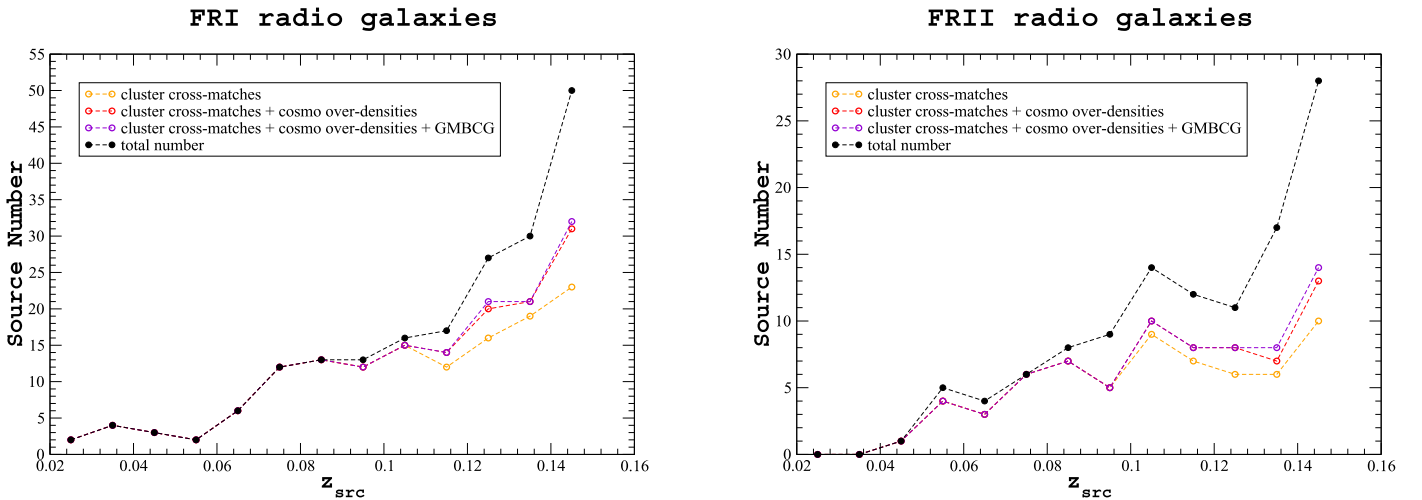 FRI radio galaxies
55
50
45
40
35
30
25
20
15
10
5
0
Source Number
cluster cross-matches
cluster cross-matches + cosmo over-densities
cluster cross-matches + cosmo over-densities + GMBCG
total number
0.02 0.04 0.06 0.08 0.1 0.12 0.14 0.16
z_src
FRII radio galaxies
30
25
20
15
10
5
0
Source Number
cluster cross-matches
cluster cross-matches + cosmo over-densities
cluster cross-matches + cosmo over-densities + GMBCG
total number
0.02 0.04 0.06 0.08 0.1 0.12 0.14 0.16
z_src